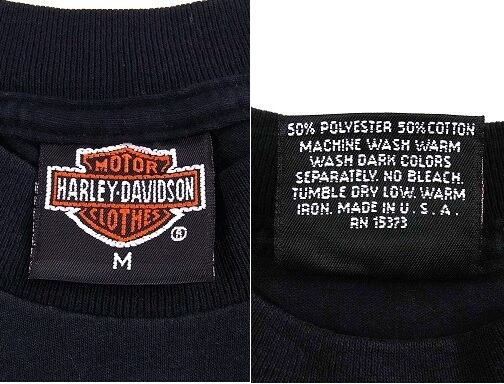 MOTOR
HARLEY-DAVIDSON
CLOTHES
®
M
50% POLYESTER 50% COTTON
MACHINE WASH WARM
WASH DARK COLORS
SEPARATELY. NO BLEACH.
TUMBLE DRY LOW. WARM
IRON. MADE IN U.S.A.
RN 15373